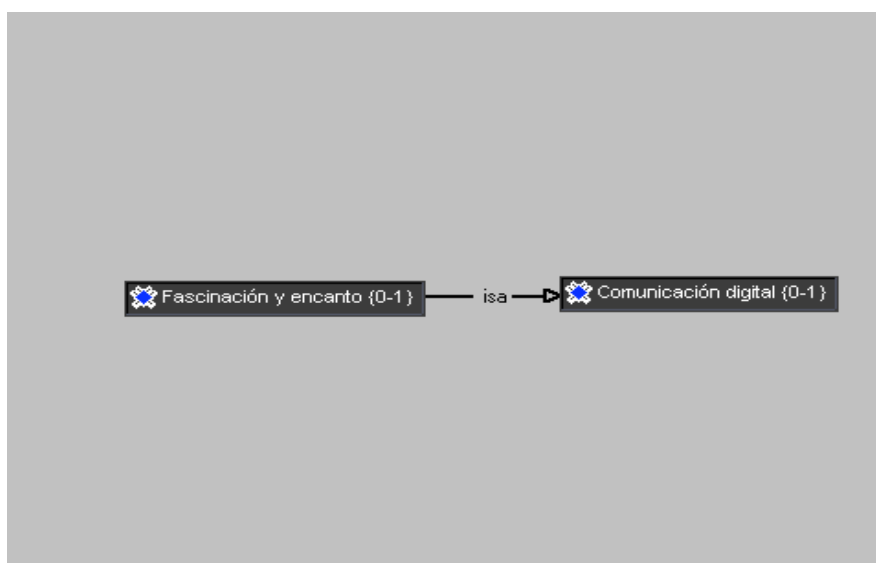 Fascinación y encanto {0-1}
isa
Comunicación digital {0-1}